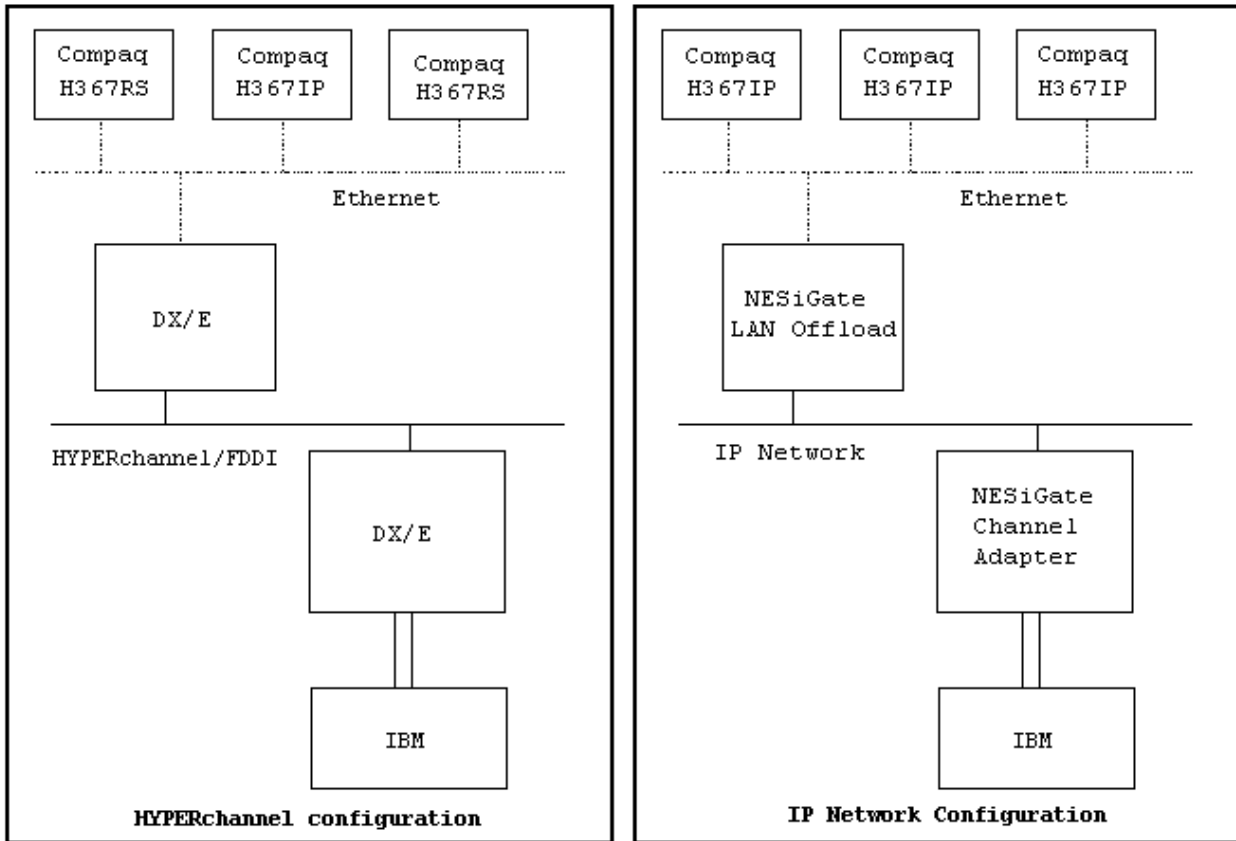 Compaq
H367RS
Compaq
H367IP
Compaq
H367RS
Ethernet
DX/E
HYPERchannel/FDDI
DX/E
IBM
HYPERchannel configuration
Compaq
H367IP
Compaq
H367IP
Compaq
H367IP
Ethernet
NESiGate
LAN Offload
IP Network
NESiGate
Channel
Adapter
IBM
IP Network Configuration